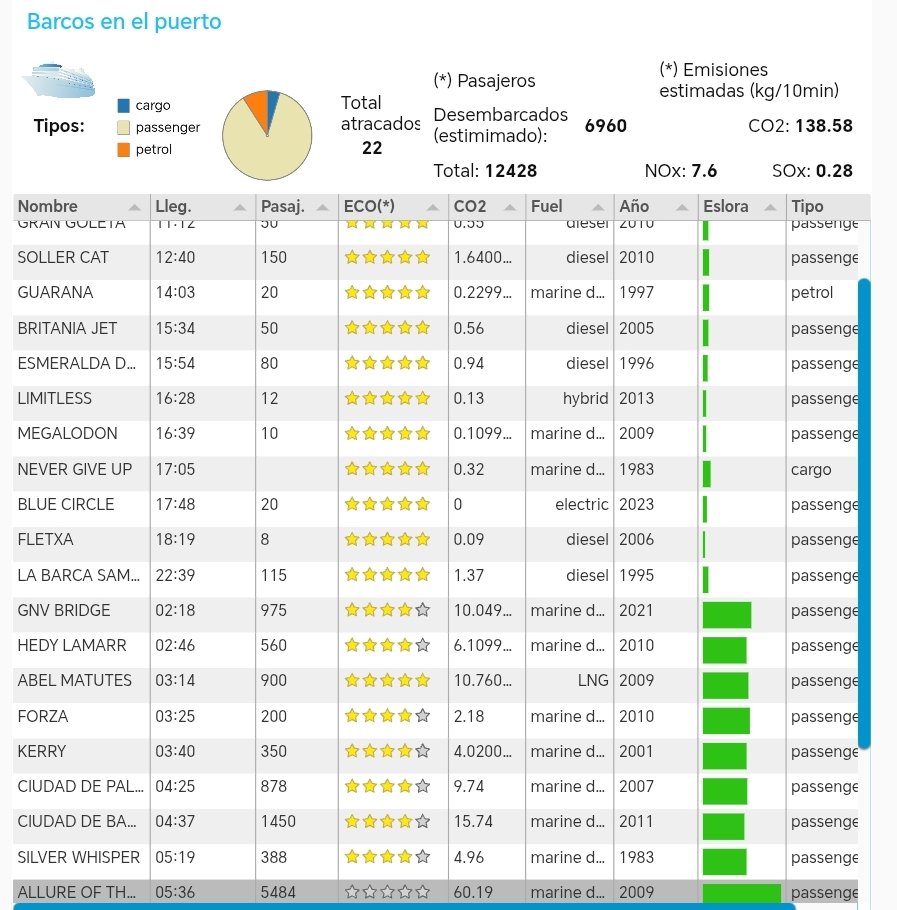 Barcos en el puerto
Tipos:
cargo
passenger
petrol
Total
atracados
22
(*) Pasajeros
Desembarcados
(estimimado): 6960
Total: 12428
(*) Emisiones
estimadas (kg/10min)
CO2: 138.58
NOx: 7.6 SOx: 0.28
Nombre Lleg. Pasaj. ECO(*) CO2 Fuel Año Eslora Tipo
GRAN GOLETA 11:12 50 0.55 diesel 2010 passenge
SOLLER CAT 12:40 150 1.6400... diesel 2010 passenge
GUARANA 14:03 20 0.2299... marine d... 1997 petrol
BRITANIA JET 15:34 50 0.56 diesel 2005 passenge
ESMERALDA D... 15:54 80 0.94 diesel 1996 passenge
LIMITLESS 16:28 12 0.13 hybrid 2013 passenge
MEGALODON 16:39 10 0.1099... marine d... 2009 passenge
NEVER GIVE UP 17:05 0.32 marine d... 1983 cargo
BLUE CIRCLE 17:48 20 0 electric 2023 passenge
FLETXA 18:19 8 0.09 diesel 2006 passenge
LA BARCA SAM... 22:39 115 1.37 diesel 1995 passenge
GNV BRIDGE 02:18 975 10.049... marine d... 2021 passenge
HEDY LAMARR 02:46 560 6.1099... marine d... 2010 passenge
ABEL MATUTES 03:14 900 10.760... LNG 2009 passenge
FORZA 03:25 200 2.18 marine d... 2010 passenge
KERRY 03:40 350 4.0200... marine d... 2001 passenge
CIUDAD DE PAL... 04:25 878 9.74 marine d... 2007 passenge
CIUDAD DE BA... 04:37 1450 15.74 marine d... 2011 passenge
SILVER WHISPER 05:19 388 4.96 marine d... 1983 passenge
ALLURE OF TH... 05:36 5484 60.19 marine d... 2009 passenge